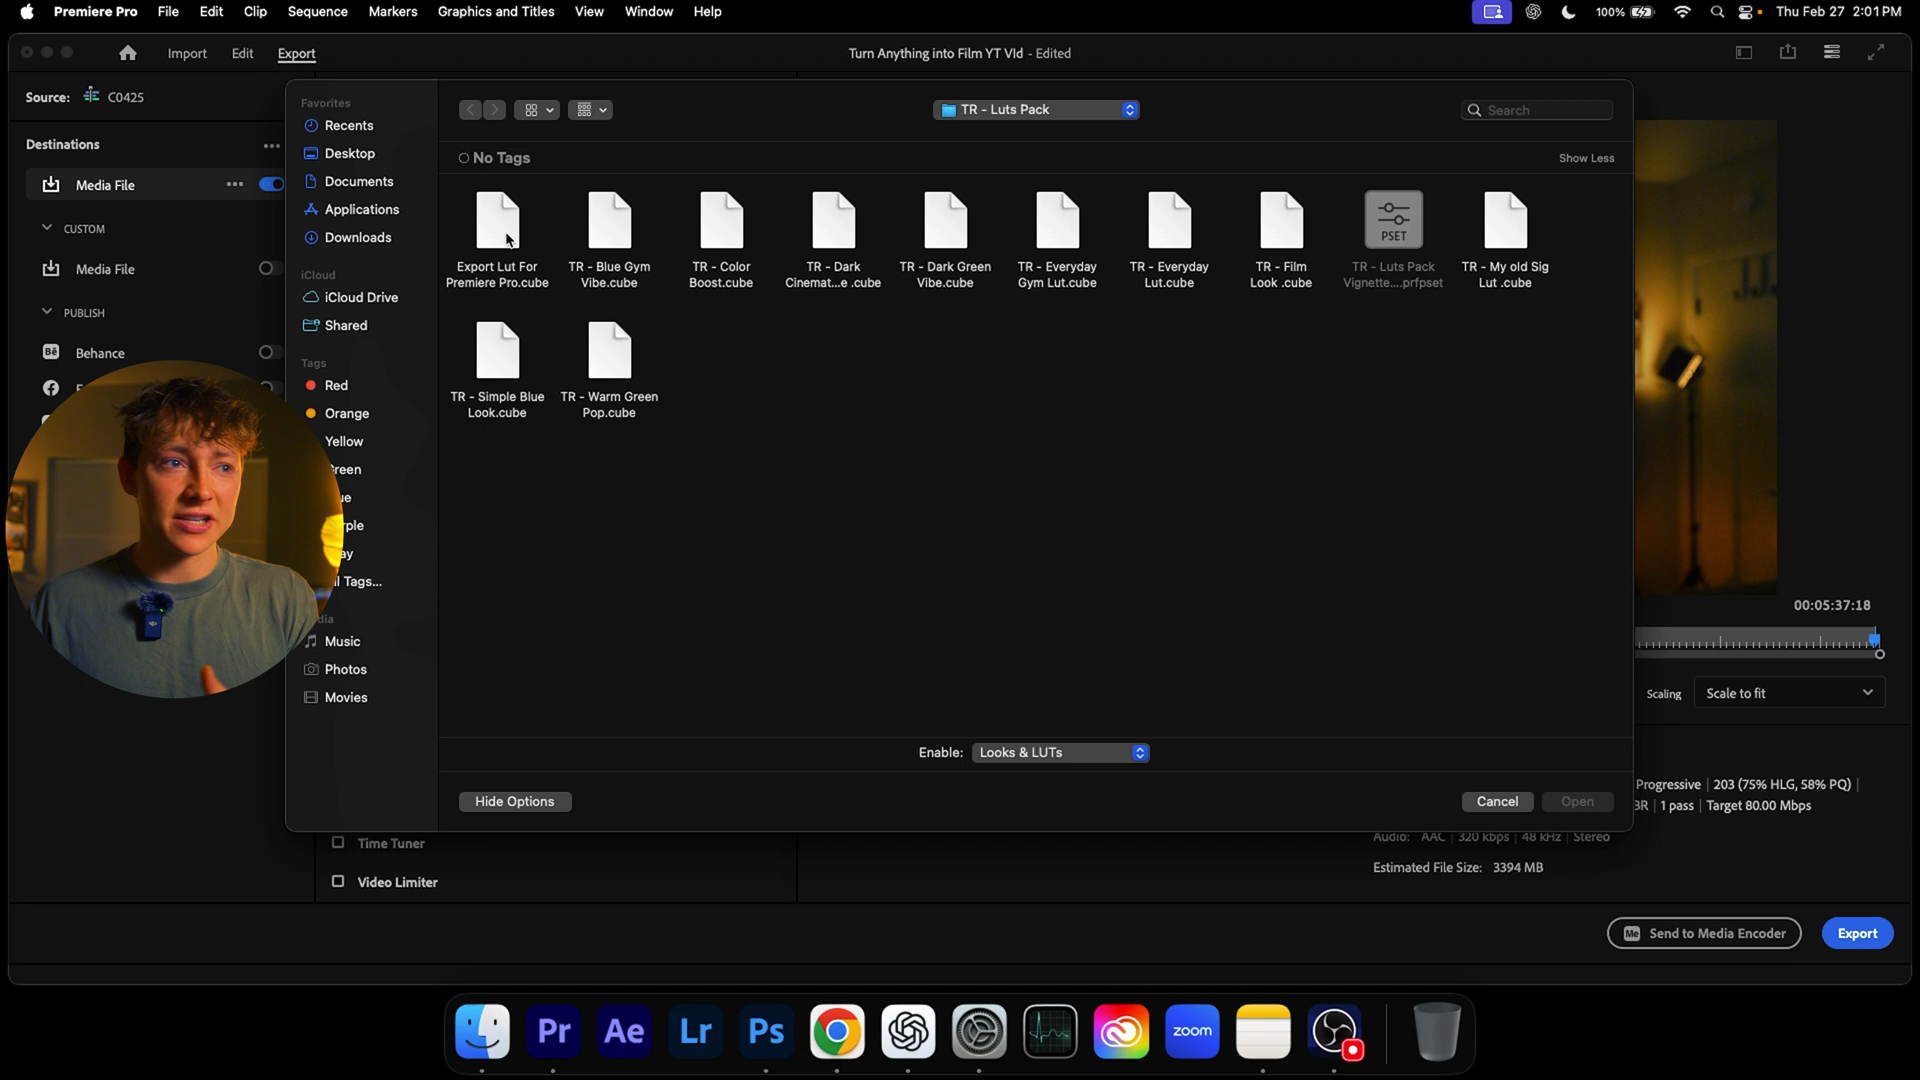 Premiere Pro File Edit Clip Sequence Markers Graphics and Titles View Window Help 100% Thu Feb 27 2:01PM
Import Edit Export Turn Anything into Film YT VId - Edited
Source: C0425
Destinations
Media File
CUSTOM
Media File
PUBLISH
Behance
Favorites
Recents
Desktop
Documents
Applications
Downloads
iCloud
iCloud Drive
Shared
Tags
Red
Orange
Yellow
Music
Photos
Movies
TR - Luts Pack
Search
No Tags Show Less
Export Lut For
Premiere Pro.cube
TR - Blue Gym
Vibe.cube
TR - Color
Boost.cube
TR - Dark
Cinemat...e .cube
TR - Dark Green
Vibe.cube
TR - Everyday
Gym Lut.cube
TR - Everyday
Lut.cube
TR - Film
Look .cube
PSET
TR - Luts Pack
Vignette....prfpset
TR - My old Sig
Lut .cube
TR - Simple Blue
Look.cube
TR - Warm Green
Pop.cube
Enable: Looks & LUTs
Hide Options Cancel Open
Time Tuner
Video Limiter
00:05:37:18
Scaling Scale to fit
Progressive | 203 (75% HLG, 58% PQ) |
BR | 1 pass | Target 80.00 Mbps
Audio: AAC | 320 kbps | 48 kHz | Stereo
Estimated File Size: 3394 MB
Me Send to Media Encoder Export
Pr Ae Lr Ps zoom